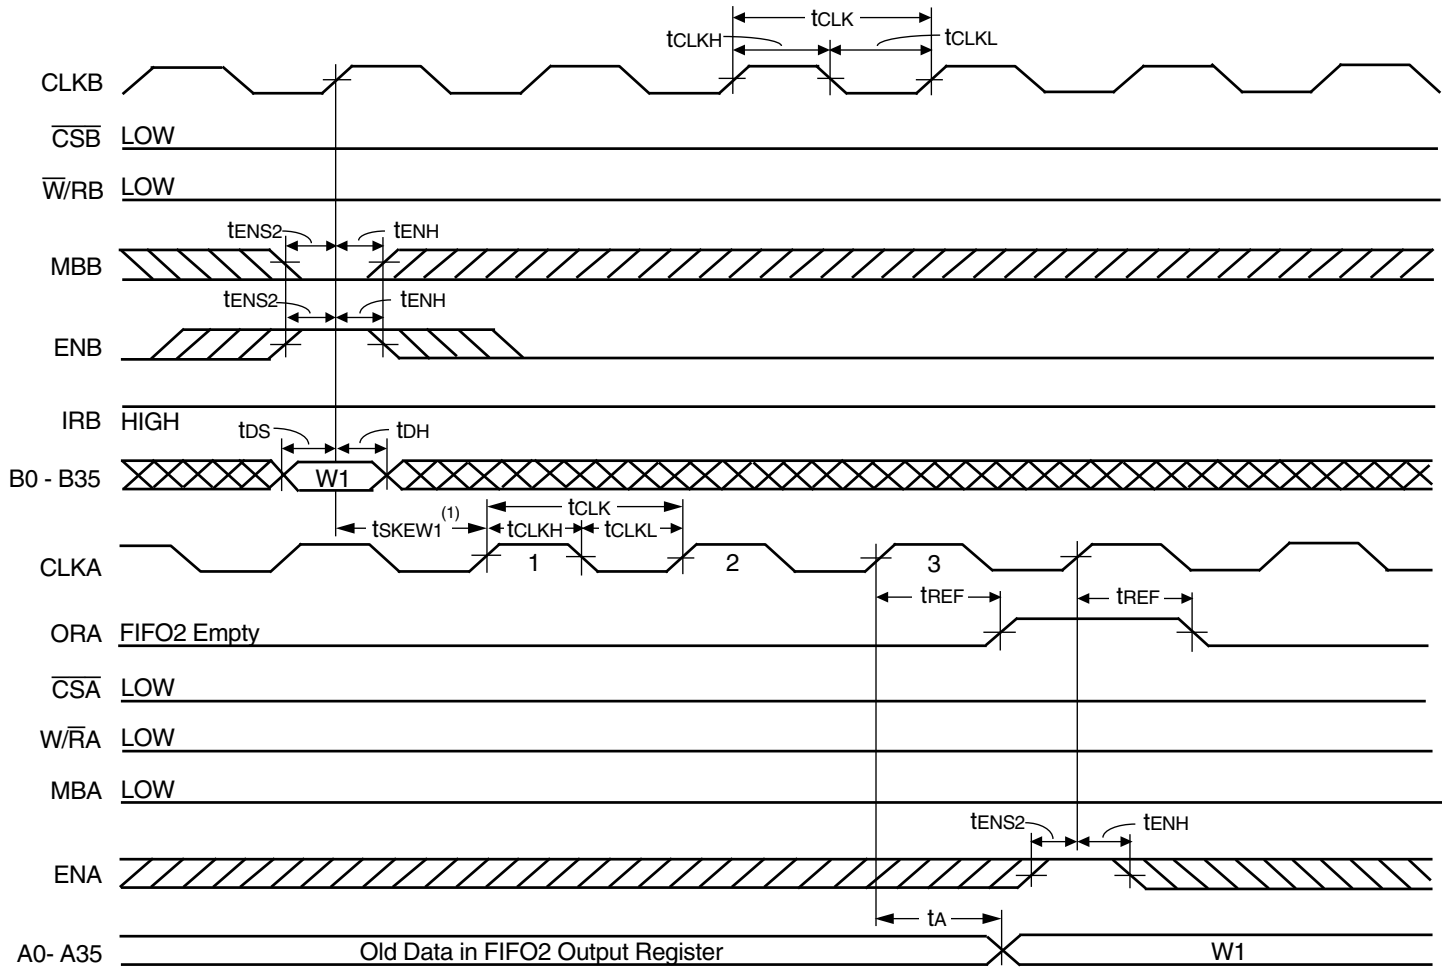 tCLK
tCLKH tCLKL
CLKB
CSB LOW
W/RB LOW
tENS2 tENH
MBB
tENS2 tENH
ENB
IRB HIGH
tDS tDH
B0 - B35 W1
tCLK
tSKEW1(1) tCLKH tCLKL
CLKA 1 2 3
tREF tREF
ORA FIFO2 Empty
CSA LOW
W/RA LOW
MBA LOW
tENS2 tENH
ENA
tA
A0- A35 Old Data in FIFO2 Output Register W1